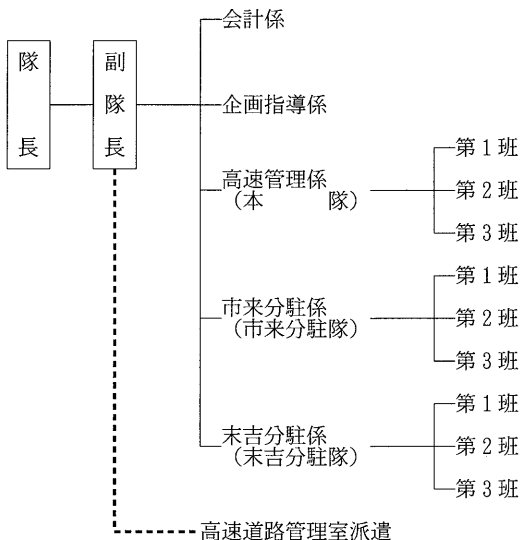 隊長
副隊長
会計係
企画指導係
高速管理係
（本　　　隊）
第１班
第２班
第３班
市来分駐係
（市来分駐隊）
第１班
第２班
第３班
末吉分駐係
（末吉分駐隊）
第１班
第２班
第３班
高速道路管理室派遣